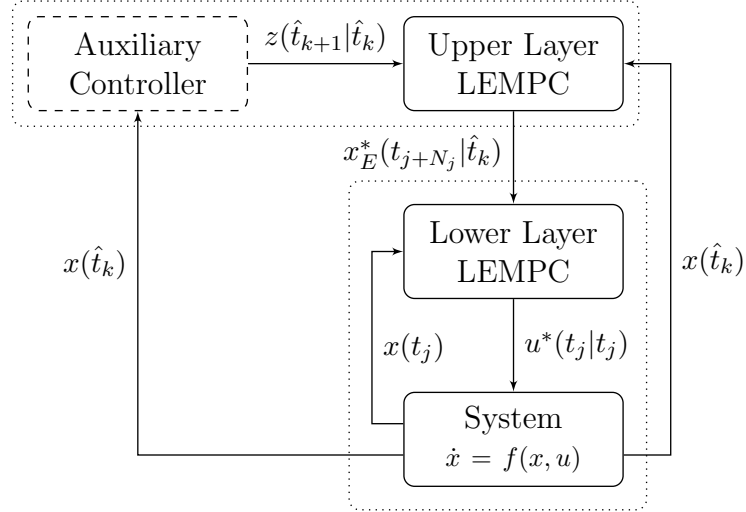 Auxiliary
Controller
z(t̂_{k+1}|t̂_k)
Upper Layer
LEMPC
x*_E(t_{j+N_j}|t̂_k)
Lower Layer
LEMPC
x(t̂_k)
x(t̂_k)
x(t_j)
u*(t_j|t_j)
System
ẋ = f(x, u)